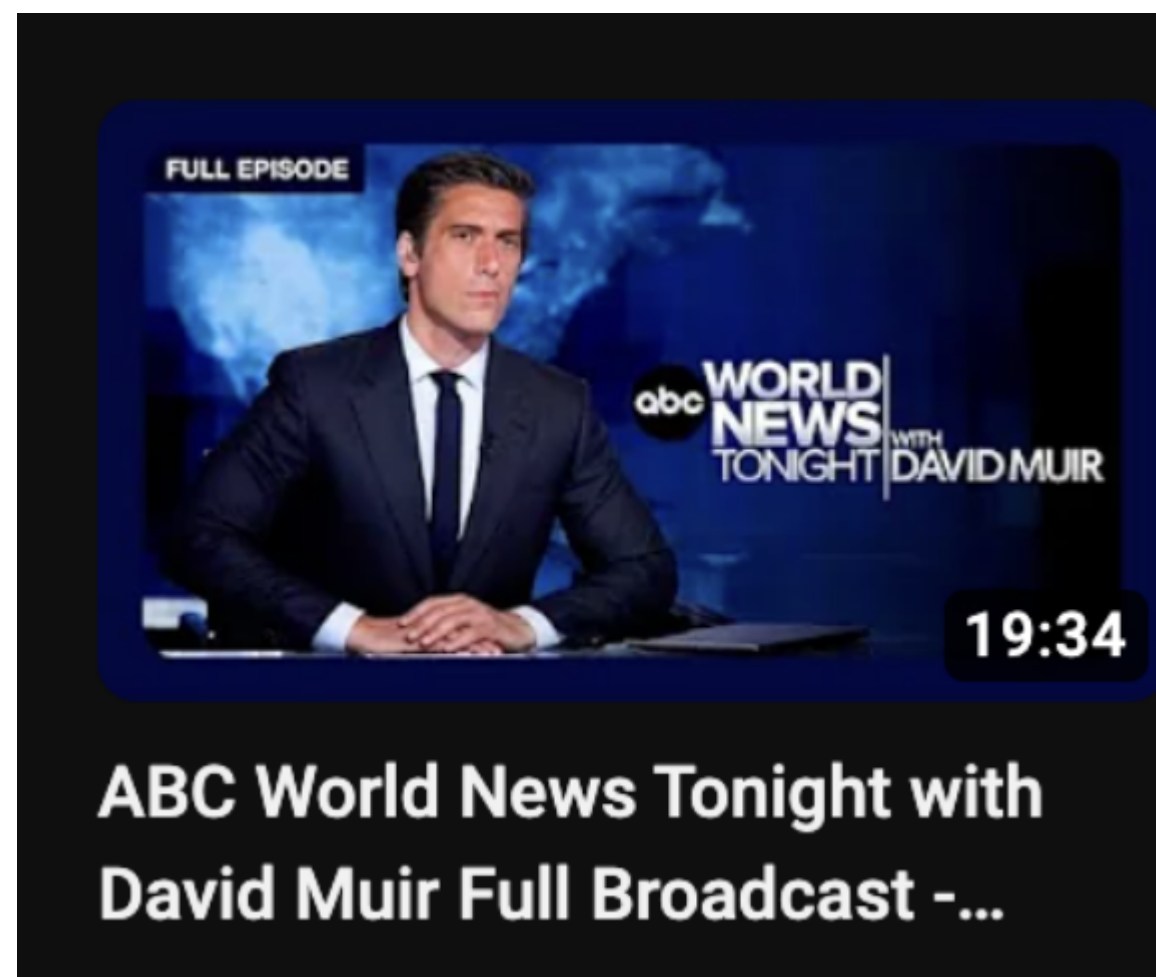 FULL EPISODE
abc WORLD
NEWS WITH
TONIGHT DAVID MUIR
19:34
ABC World News Tonight with
David Muir Full Broadcast -...